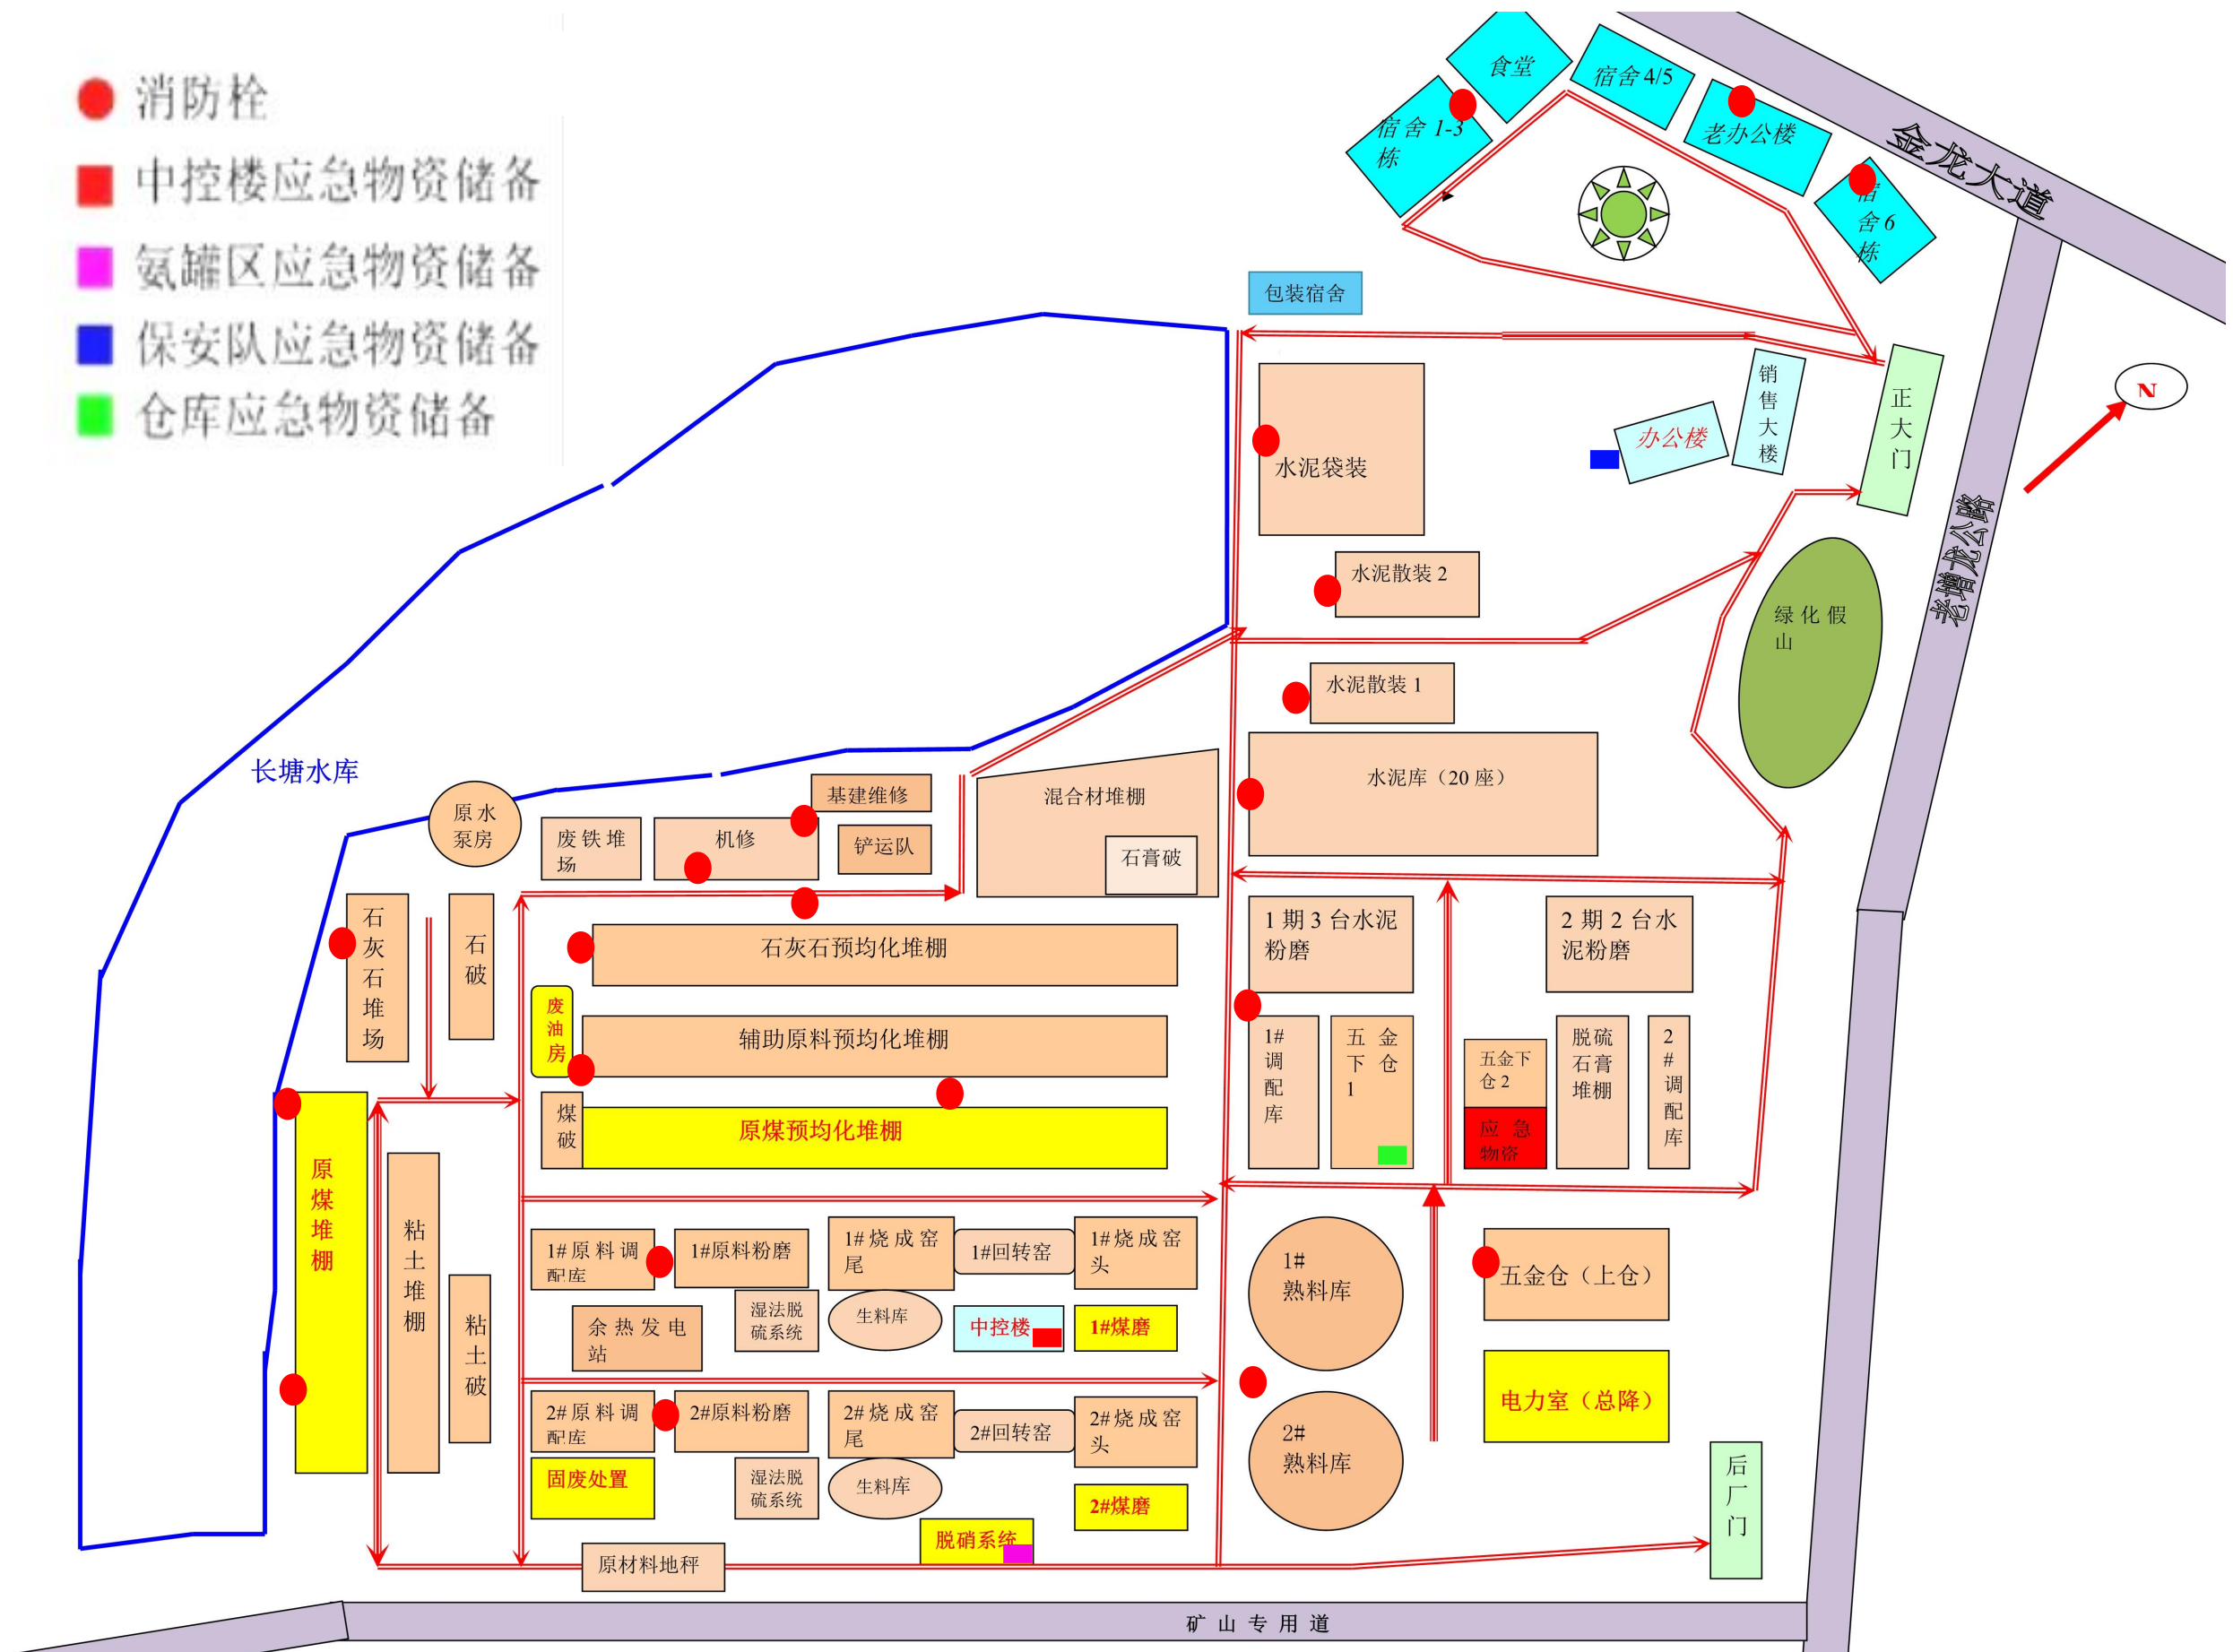 消防栓
中控楼应急物资储备
氨罐区应急物资储备
保安队应急物资储备
仓库应急物资储备
食堂
宿舍 4/5
宿舍 1-3
栋
老办公楼
宿
舍 6
栋
金龙大道
包装宿舍
销
售
大
楼
办公楼
正
大
门
N
水泥袋装
老增龙公路
水泥散装 2
绿化假
山
水泥散装 1
长塘水库
水泥库（20 座）
原水
泵房
基建维修
混合材堆棚
废铁堆
场
机修
铲运队
石膏破
石
灰
石
堆
场
石
破
石灰石预均化堆棚
1 期 3 台水泥
粉磨
2 期 2 台水
泥粉磨
废
油
房
辅助原料预均化堆棚
1#
调
配
库
五金
下仓
1
五金下
仓 2
脱硫
石膏
堆棚
2
#
调
配
库
煤
破
原煤预均化堆棚
应急
物资
原
煤
堆
棚
粘
土
堆
棚
粘
土
破
1#原料调
配库
1#原料粉磨
1#烧成窑
尾
1#回转窑
1#烧成窑
头
1#
熟料库
五金仓（上仓）
余热发电
站
湿法脱
硫系统
生料库
中控楼
1#煤磨
电力室（总降）
2#原料调
配库
2#原料粉磨
2#烧成窑
尾
2#回转窑
2#烧成窑
头
2#
熟料库
固废处置
湿法脱
硫系统
生料库
2#煤磨
后
厂
门
脱硝系统
原材料地秤
矿山专用道